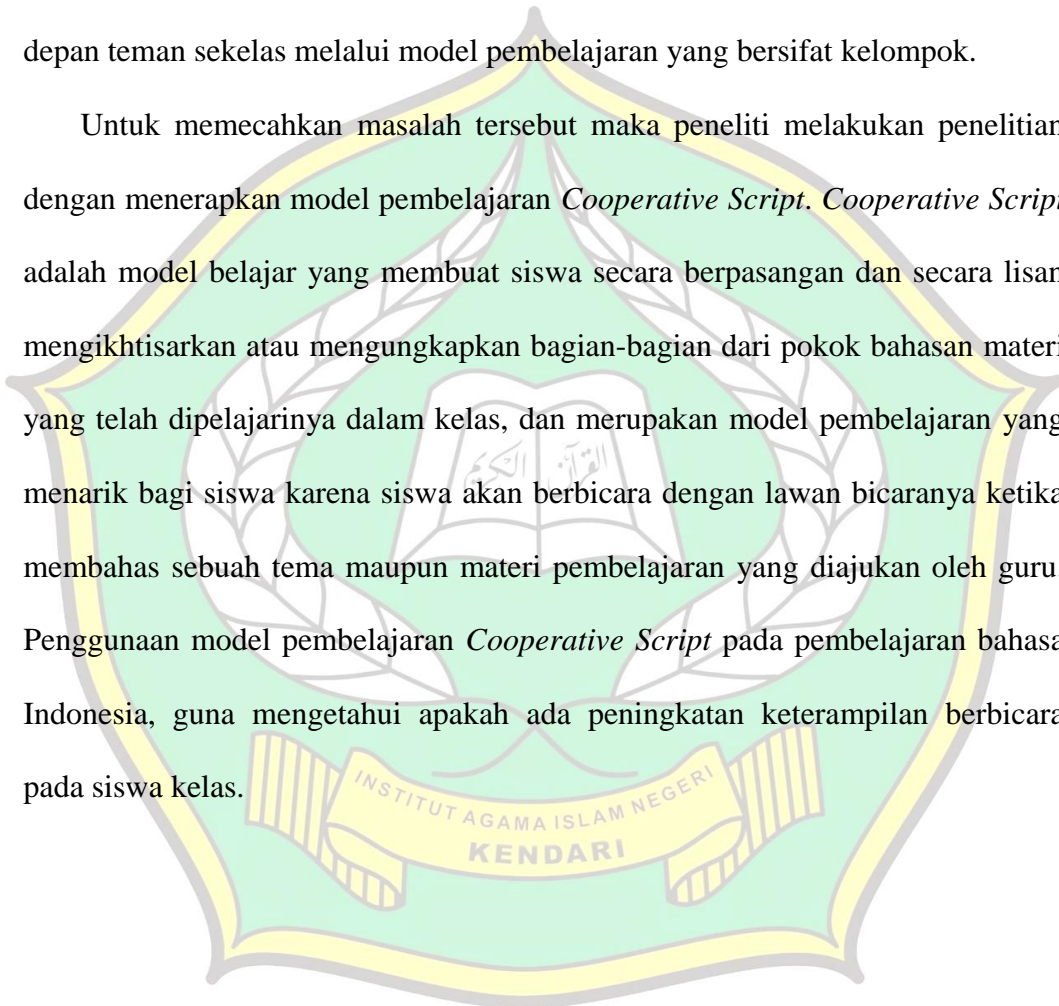 depan teman sekelas melalui model pembelajaran yang bersifat kelompok.
Untuk memecahkan masalah tersebut maka peneliti melakukan penelitian
dengan menerapkan model pembelajaran Cooperative Script. Cooperative Script
adalah model belajar yang membuat siswa secara berpasangan dan secara lisan
mengikhtisarkan atau mengungkapkan bagian-bagian dari pokok bahasan materi
yang telah dipelajarinya dalam kelas, dan merupakan model pembelajaran yang
القرآن الكريم
menarik bagi siswa karena siswa akan berbicara dengan lawan bicaranya ketika
membahas sebuah tema maupun materi pembelajaran yang diajukan oleh guru.
Penggunaan model pembelajaran Cooperative Script pada pembelajaran bahasa
Indonesia, guna mengetahui apakah ada peningkatan keterampilan berbicara
pada siswa kelas.
INSTITUT AGAMA ISLAM NEGERI
KENDARI